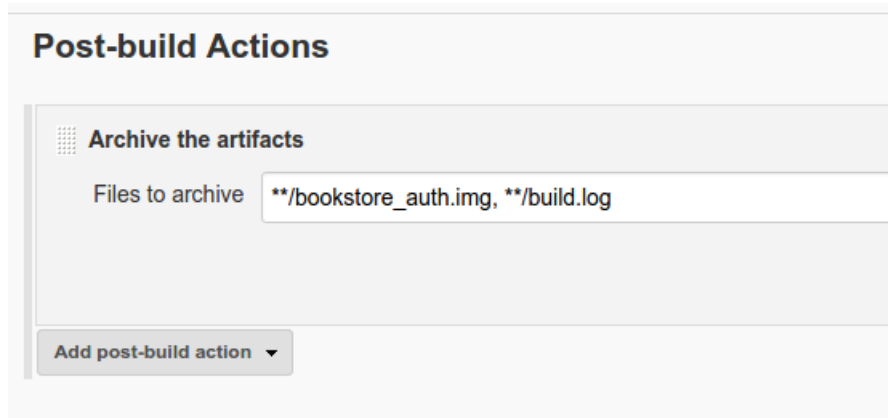 Post-build Actions
Archive the artifacts
Files to archive **/bookstore_auth.img, **/build.log
Add post-build action